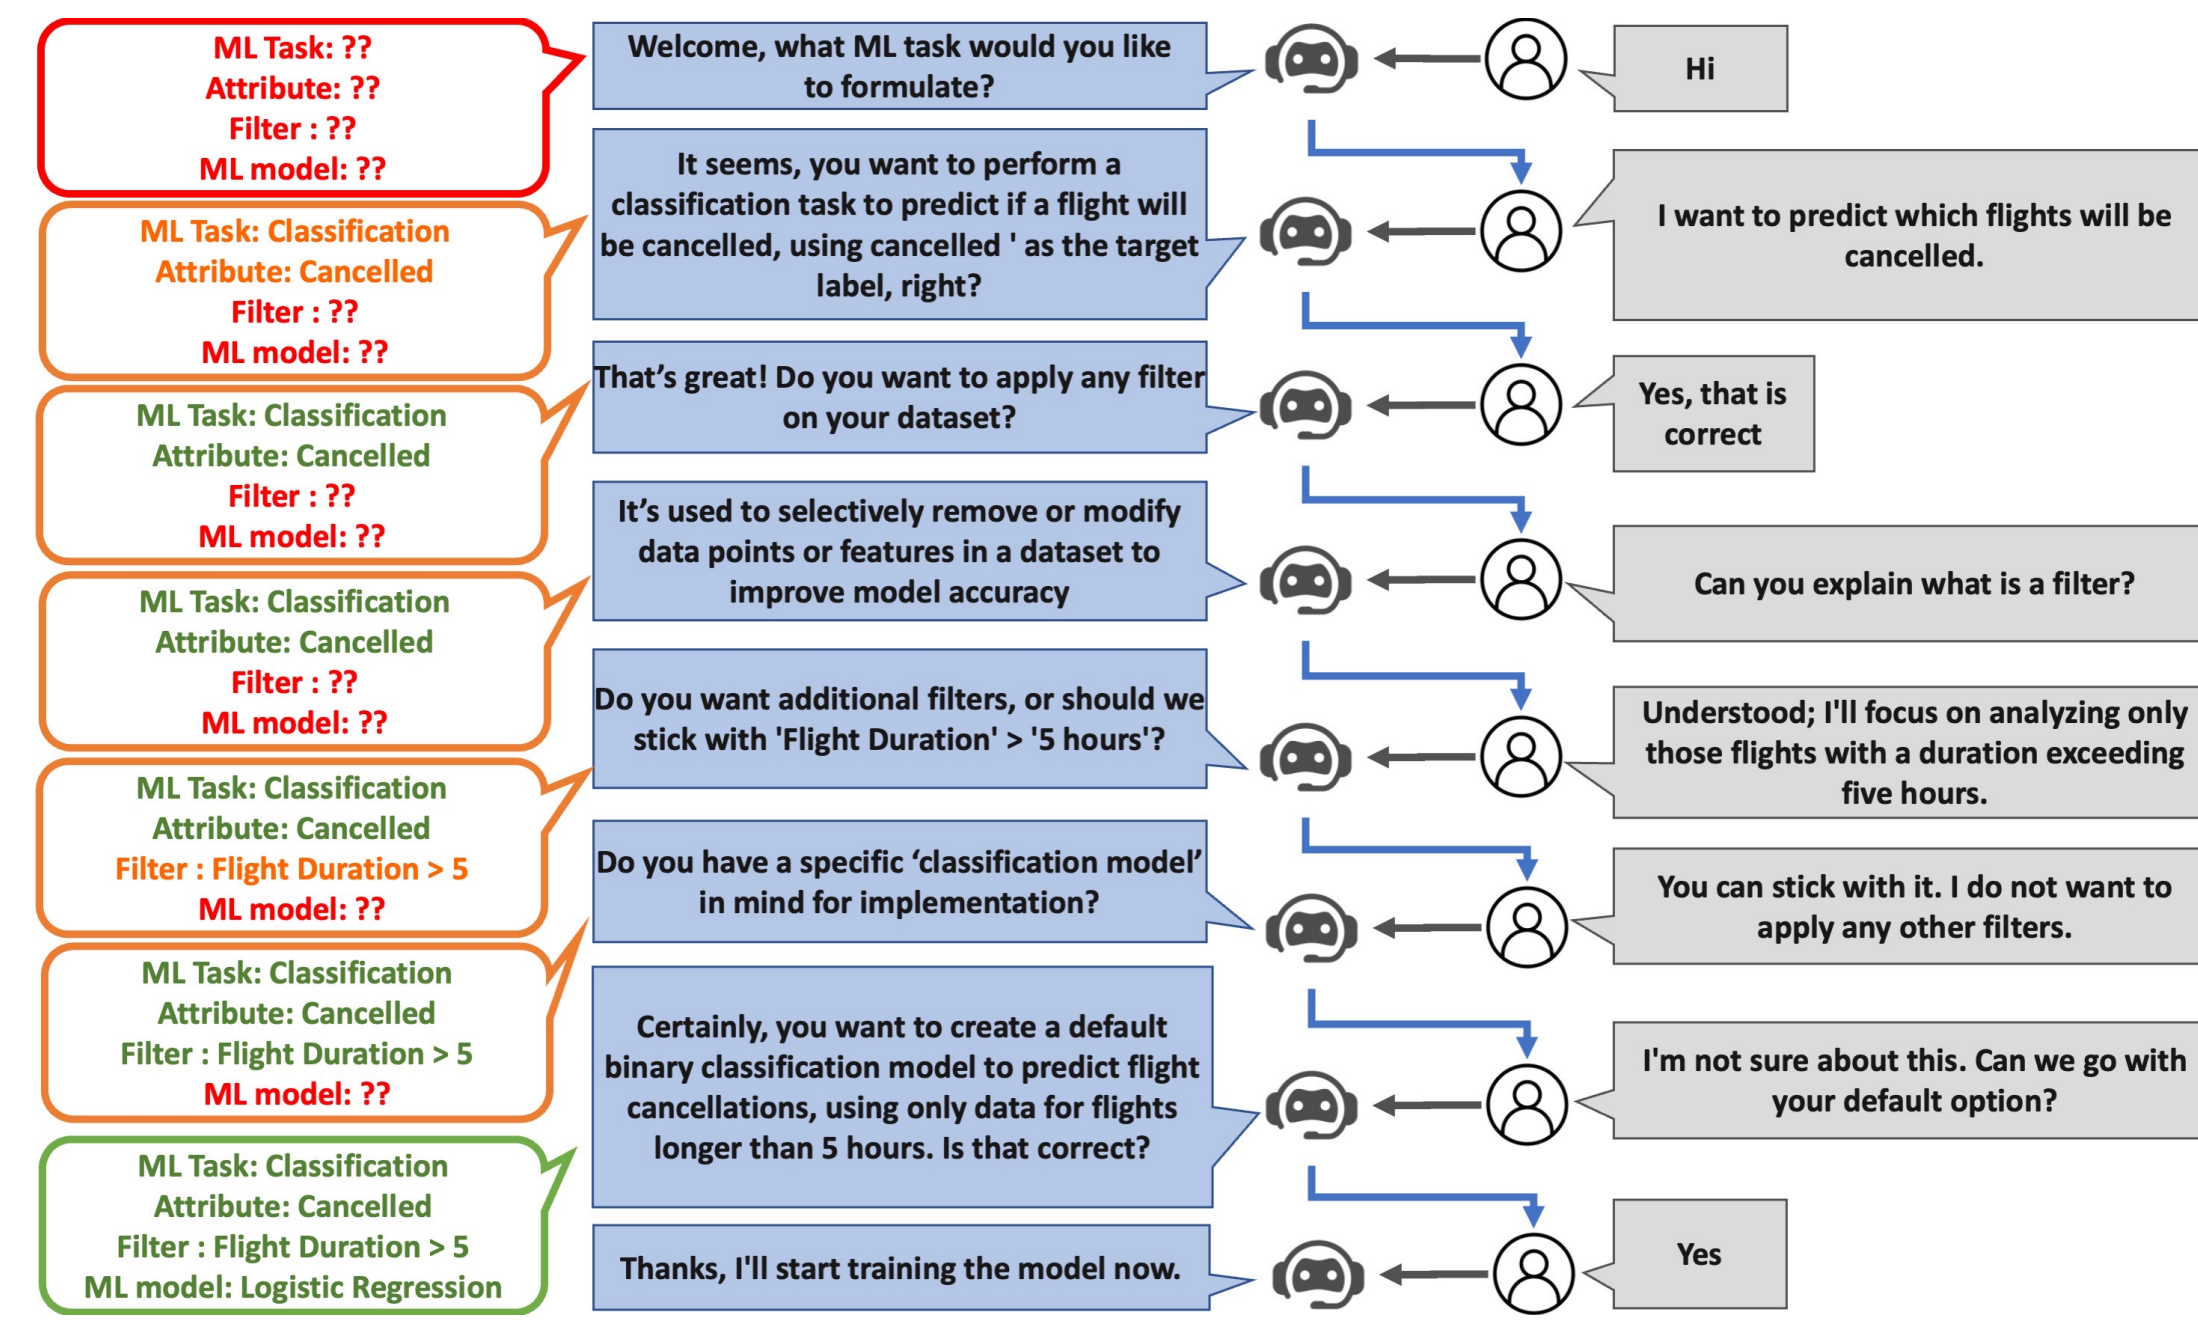 ML Task: ??
Attribute: ??
Filter : ??
ML model: ??
Welcome, what ML task would you like
to formulate?
Hi
ML Task: Classification
Attribute: Cancelled
Filter : ??
ML model: ??
It seems, you want to perform a
classification task to predict if a flight will
be cancelled, using cancelled ' as the target
label, right?
I want to predict which flights will be
cancelled.
ML Task: Classification
Attribute: Cancelled
Filter : ??
ML model: ??
That’s great! Do you want to apply any filter
on your dataset?
Yes, that is
correct
ML Task: Classification
Attribute: Cancelled
Filter : ??
ML model: ??
It’s used to selectively remove or modify
data points or features in a dataset to
improve model accuracy
Can you explain what is a filter?
ML Task: Classification
Attribute: Cancelled
Filter : Flight Duration > 5
ML model: ??
Do you want additional filters, or should we
stick with 'Flight Duration' > '5 hours'?
Understood; I'll focus on analyzing only
those flights with a duration exceeding
five hours.
ML Task: Classification
Attribute: Cancelled
Filter : Flight Duration > 5
ML model: ??
Do you have a specific ‘classification model’
in mind for implementation?
You can stick with it. I do not want to
apply any other filters.
ML Task: Classification
Attribute: Cancelled
Filter : Flight Duration > 5
ML model: Logistic Regression
Certainly, you want to create a default
binary classification model to predict flight
cancellations, using only data for flights
longer than 5 hours. Is that correct?
I'm not sure about this. Can we go with
your default option?
Thanks, I'll start training the model now.
Yes